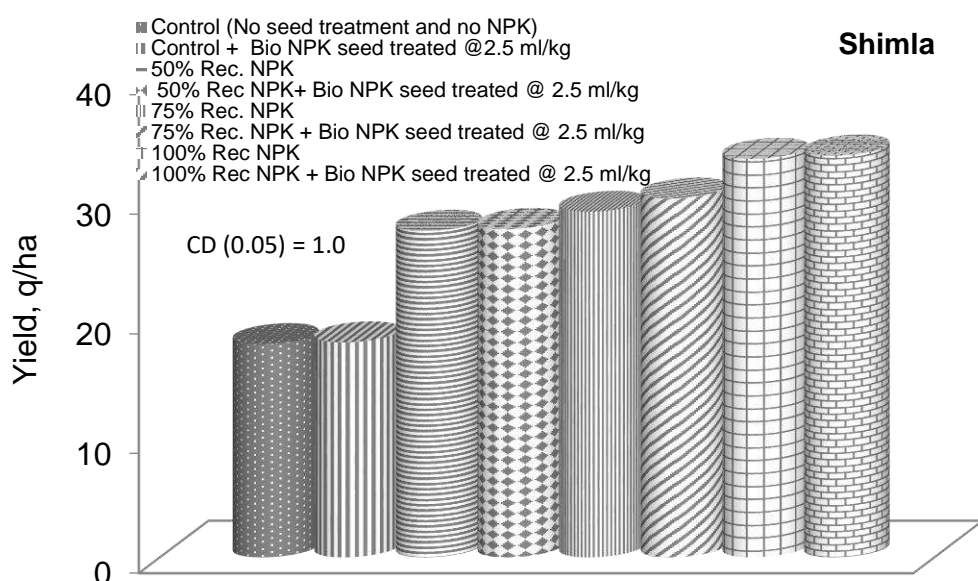 Control (No seed treatment and no NPK)
Control + Bio NPK seed treated @2.5 ml/kg
50% Rec. NPK
50% Rec NPK+ Bio NPK seed treated @ 2.5 ml/kg
75% Rec. NPK
75% Rec. NPK + Bio NPK seed treated @ 2.5 ml/kg
100% Rec NPK
100% Rec NPK + Bio NPK seed treated @ 2.5 ml/kg
Shimla
40
30
20
10
0
Yield, q/ha
CD (0.05) = 1.0